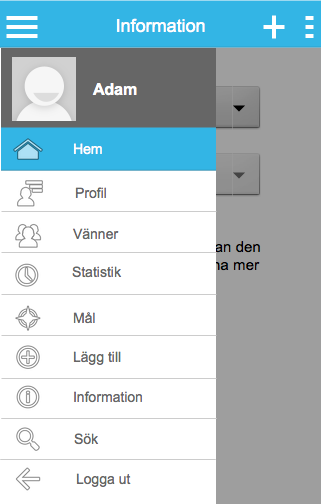 Information
Adam
Hem
Profil
Vänner
an den
Statistik
na mer
Mål
Lägg till
Information
Sök
Logga ut